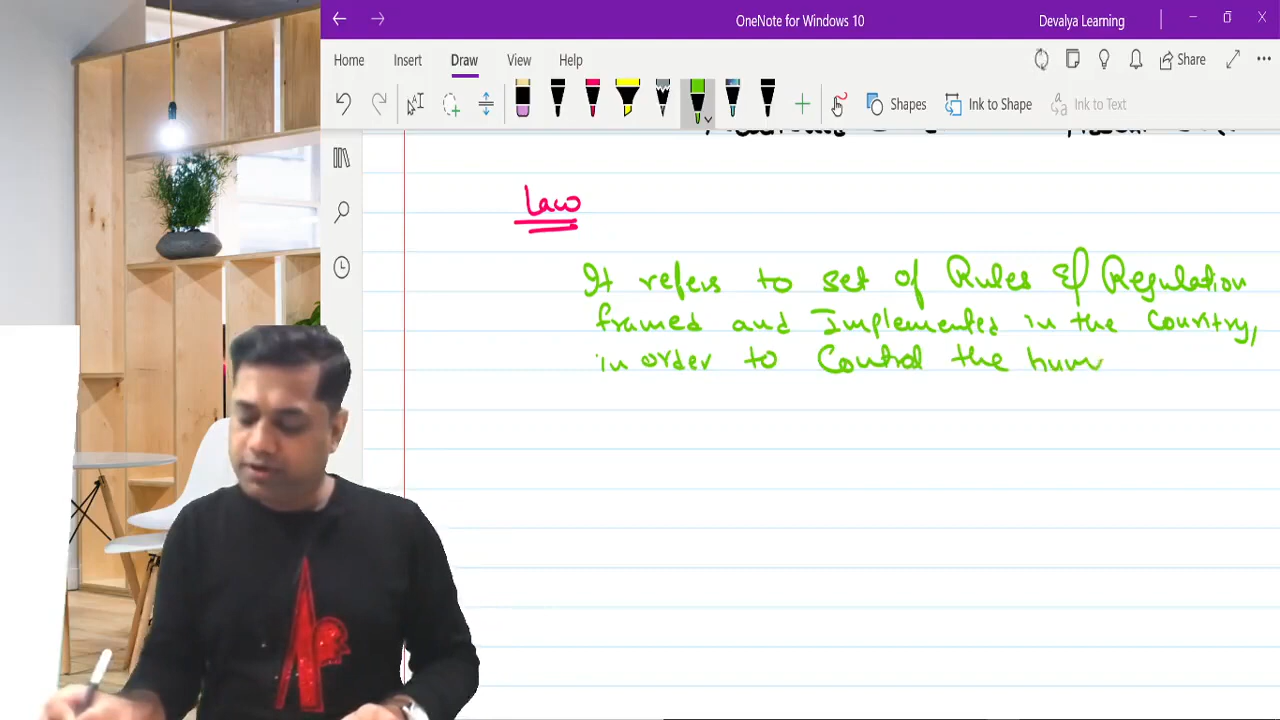 OneNote for Windows 10
Devalya Learning
Home Insert Draw View Help
Share
Shapes
Ink to Shape
Ink to Text
Law
It refers to set of Rules & Regulation
framed and Implemented in the Country,
in order to Control the hum